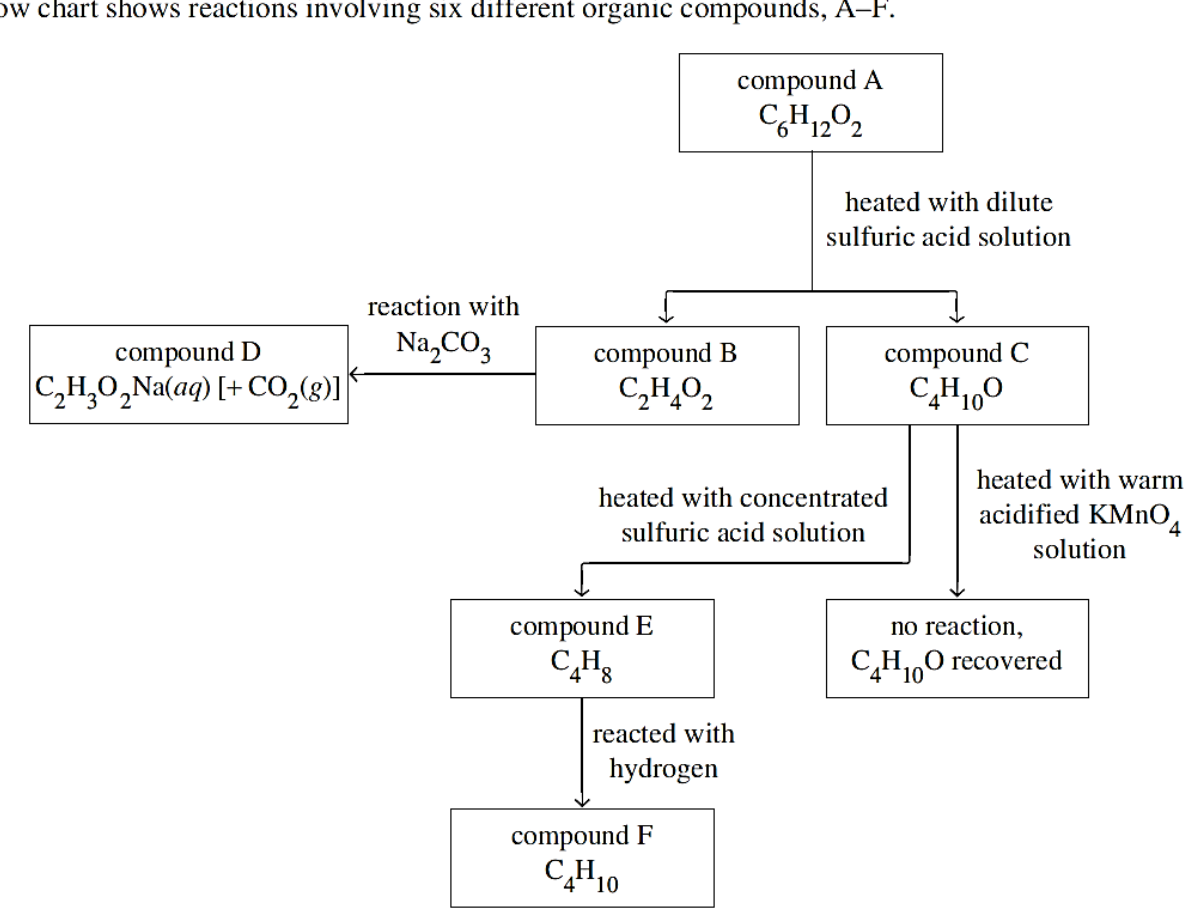 ow chart shows reactions involving six different organic compounds, A–F.
compound A
C₆H₁₂O₂
heated with dilute
sulfuric acid solution
reaction with
Na₂CO₃
compound D
C₂H₃O₂Na(aq) [+ CO₂(g)]
compound B
C₂H₄O₂
compound C
C₄H₁₀O
heated with concentrated
sulfuric acid solution
heated with warm
acidified KMnO₄
solution
compound E
C₄H₈
no reaction,
C₄H₁₀O recovered
reacted with
hydrogen
compound F
C₄H₁₀